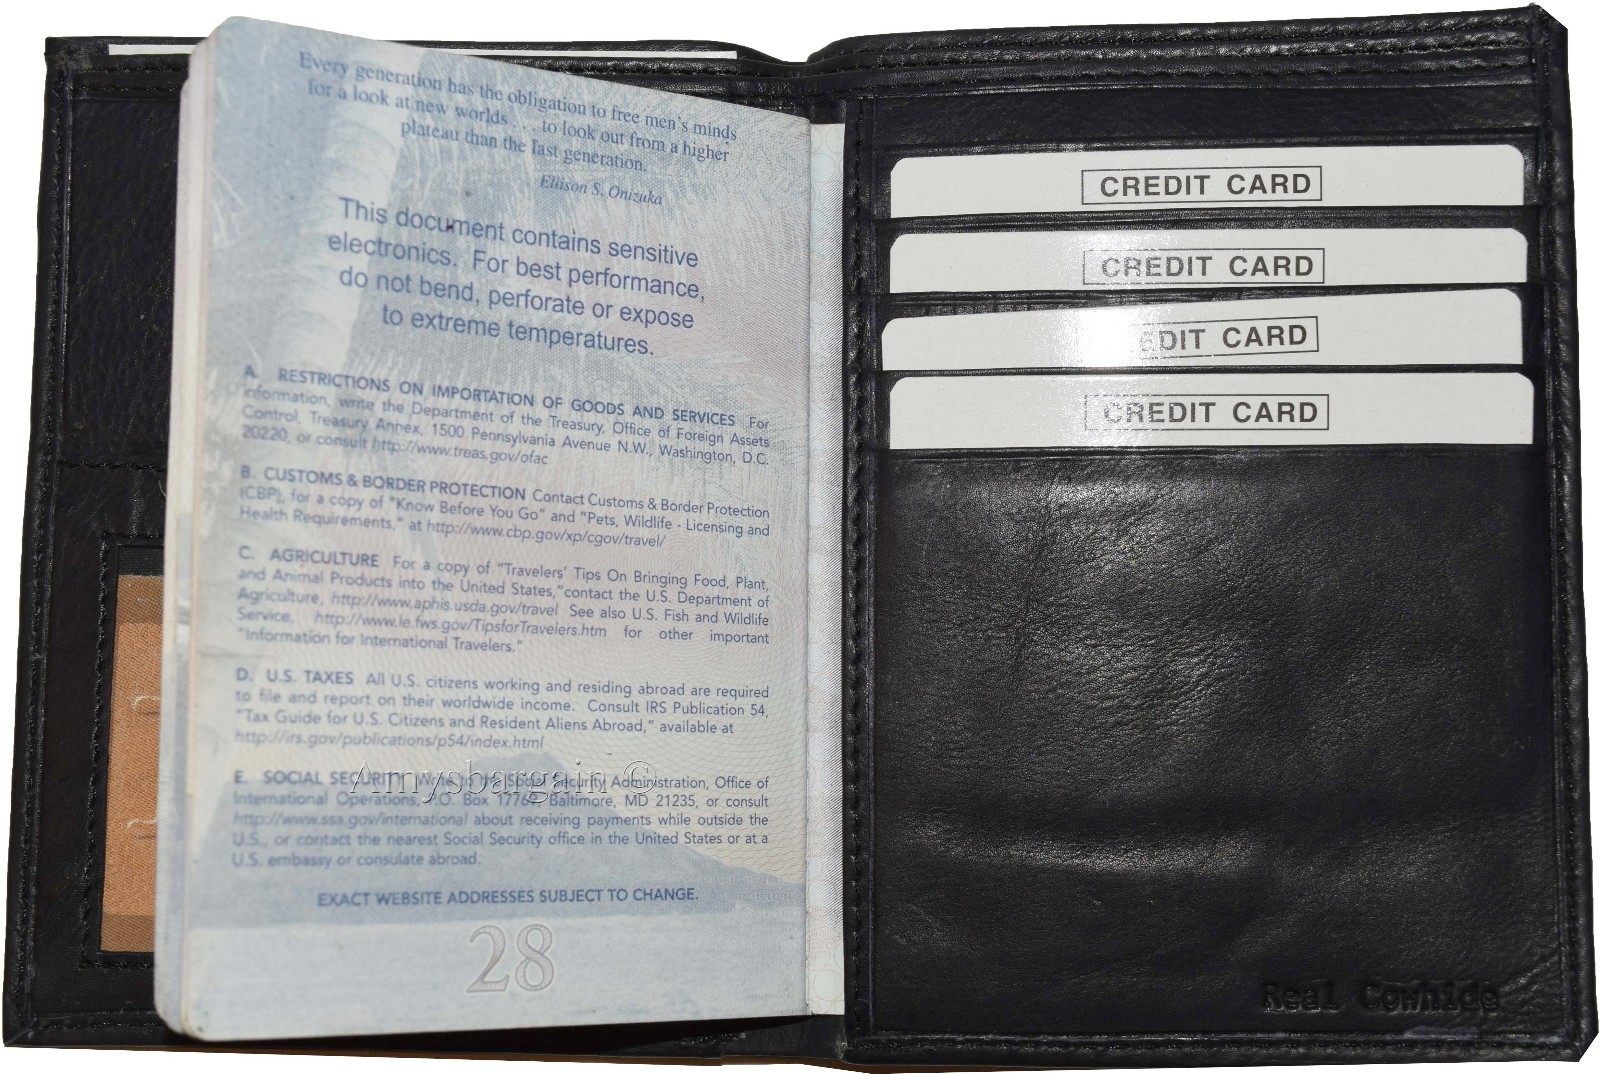 Every generation has the obligation to free men's minds
for a look at new worlds . . . to look out from a higher
plateau than the last generation.
Ellison S. Onizuka
This document contains sensitive
electronics. For best performance,
do not bend, perforate or expose
to extreme temperatures.
A. RESTRICTIONS ON IMPORTATION OF GOODS AND SERVICES For
information, write the Department of the Treasury, Office of Foreign Assets
Control, Treasury Annex, 1500 Pennsylvania Avenue N.W., Washington, D.C.
20220, or consult http://www.treas.gov/ofac
B. CUSTOMS & BORDER PROTECTION Contact Customs & Border Protection
(CBP), for a copy of "Know Before You Go" and "Pets, Wildlife - Licensing and
Health Requirements," at http://www.cbp.gov/xp/cgov/travel/
C. AGRICULTURE For a copy of "Travelers' Tips On Bringing Food, Plant,
and Animal Products into the United States,"contact the U.S. Department of
Agriculture, http://www.aphis.usda.gov/travel See also U.S. Fish and Wildlife
Service, http://www.le.fws.gov/TipsforTravelers.htm for other important
"Information for International Travelers."
D. U.S. TAXES All U.S. citizens working and residing abroad are required
to file and report on their worldwide income. Consult IRS Publication 54,
"Tax Guide for U.S. Citizens and Resident Aliens Abroad," available at
http://irs.gov/publications/p54/index.html
E. SOCIAL SECURITY Write to the Social Security Administration, Office of
International Operations, P.O. Box 17769, Baltimore, MD 21235, or consult
http://www.ssa.gov/international about receiving payments while outside the
U.S., or contact the nearest Social Security office in the United States or at a
U.S. embassy or consulate abroad.
Amysbargain ©
EXACT WEBSITE ADDRESSES SUBJECT TO CHANGE.
28
CREDIT CARD
CREDIT CARD
EDIT CARD
CREDIT CARD
Real Cowhide